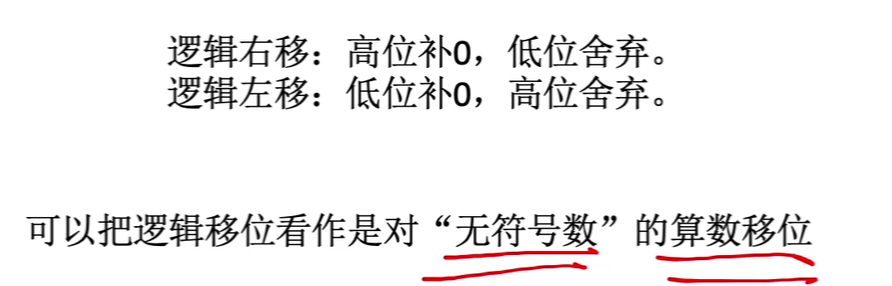 逻辑右移：高位补0，低位舍弃。
逻辑左移：低位补0，高位舍弃。
可以把逻辑移位看作是对“无符号数”的算数移位